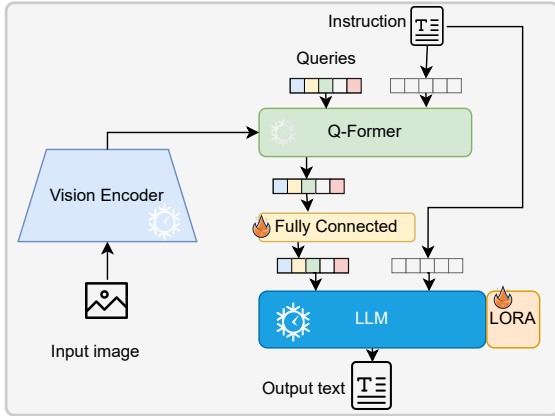 Instruction
Queries
Q-Former
Vision Encoder
Fully Connected
LLM
LORA
Input image
Output text